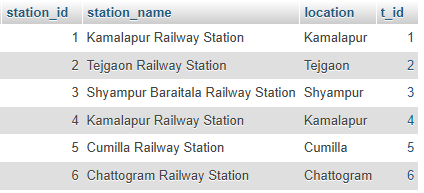 station_id station_name location t_id
1 Kamalapur Railway Station Kamalapur 1
2 Tejgaon Railway Station Tejgaon 2
3 Shyampur Baraitala Railway Station Shyampur 3
4 Kamalapur Railway Station Kamalapur 4
5 Cumilla Railway Station Cumilla 5
6 Chattogram Railway Station Chattogram 6